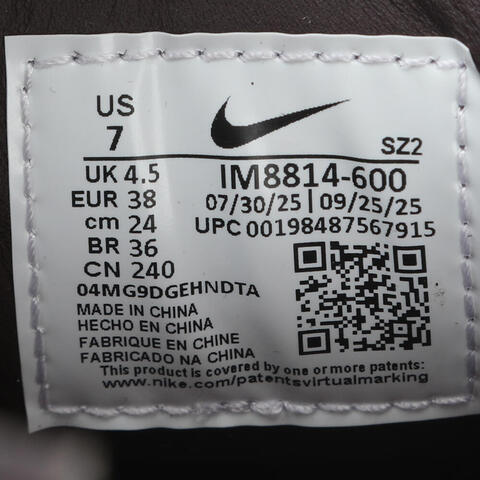 US
7
SZ2
UK 4.5
EUR 38
cm 24
BR 36
CN 240
IM8814-600
07/30/25 | 09/25/25
UPC 00198487567915
04MG9DGEHNDTA
MADE IN CHINA
HECHO EN CHINA
FABRIQUE EN CHINE
FABRICADO NA CHINA
This product is covered by one or more patents:
www.nike.com/patentsvirtualmarking